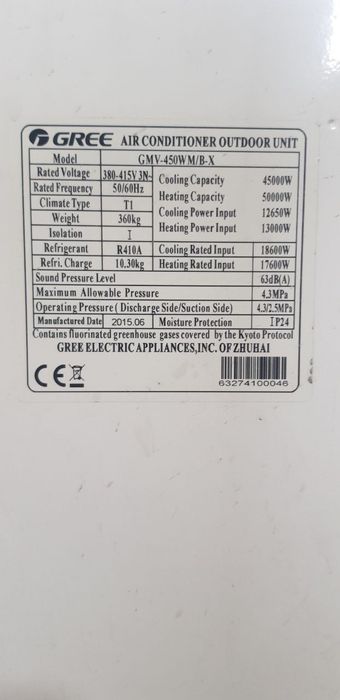 GREE AIR CONDITIONER OUTDOOR UNIT
Model GMV-450WM/B-X
Rated Voltage 380-415V 3N~ Cooling Capacity 45000W
Rated Frequency 50/60Hz Heating Capacity 50000W
Climate Type T1 Cooling Power Input 12650W
Weight 360kg Heating Power Input 13000W
Isolation I
Refrigerant R410A Cooling Rated Input 18600W
Refri. Charge 10.30kg Heating Rated Input 17600W
Sound Pressure Level 63dB(A)
Maximum Allowable Pressure 4.3MPa
Operating Pressure ( Discharge Side/Suction Side) 4.3/2.5MPa
Manufactured Date 2015.06 Moisture Protection IP24
Contains fluorinated greenhouse gases covered by the Kyoto Protocol
GREE ELECTRIC APPLIANCES,INC. OF ZHUHAI
CE
63274100046